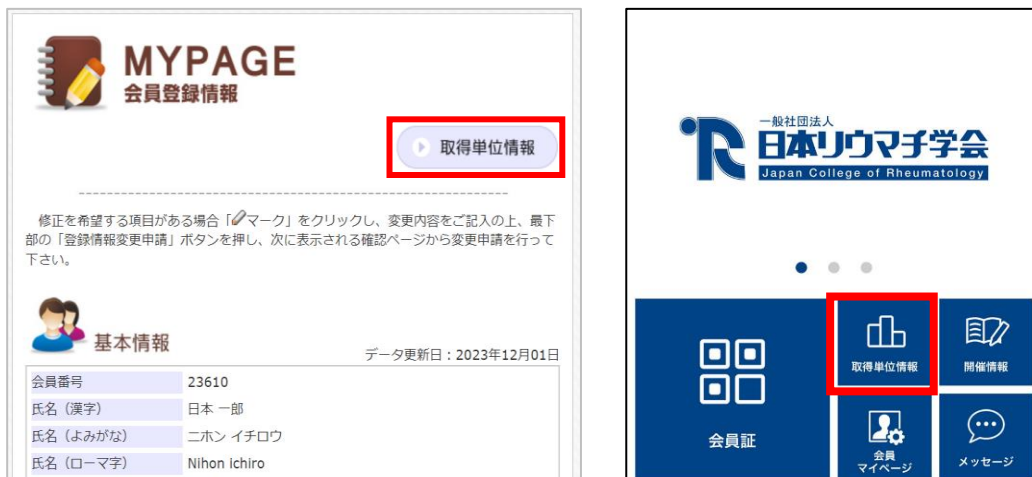 MYPAGE
会員登録情報
取得単位情報
修正を希望する項目がある場合「マーク」をクリックし、変更内容をご記入の上、最下
部の「登録情報変更申請」ボタンを押し、次に表示される確認ページから変更申請を行って
下さい。
基本情報
データ更新日：2023年12月01日
会員番号 23610
氏名（漢字） 日本 一郎
氏名（よみがな） ニホン イチロウ
氏名（ローマ字） Nihon ichiro
一般社団法人
日本リウマチ学会
Japan College of Rheumatology
会員証
取得単位情報
開催情報
会員
マイページ
メッセージ